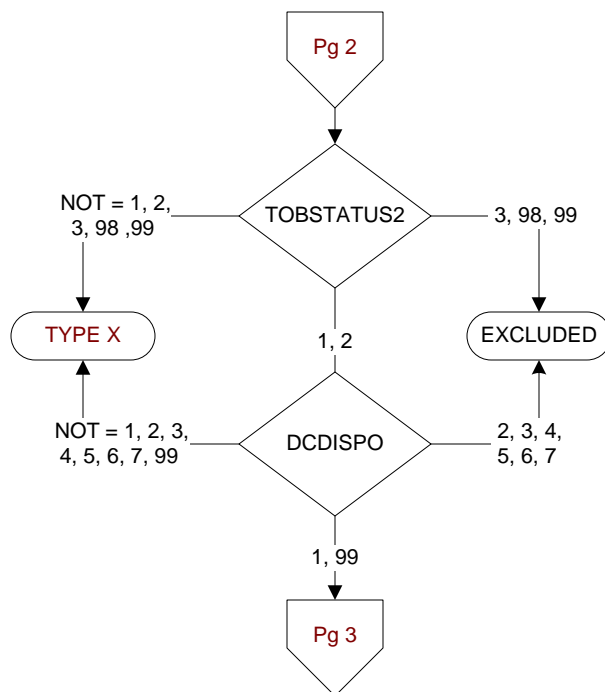 Pg 2
NOT = 1, 2,
3, 98 ,99
TOBSTATUS2
3, 98, 99
TYPE X
1, 2
EXCLUDED
NOT = 1, 2, 3,
4, 5, 6, 7, 99
DCDISPO
2, 3, 4,
5, 6, 7
1, 99
Pg 3